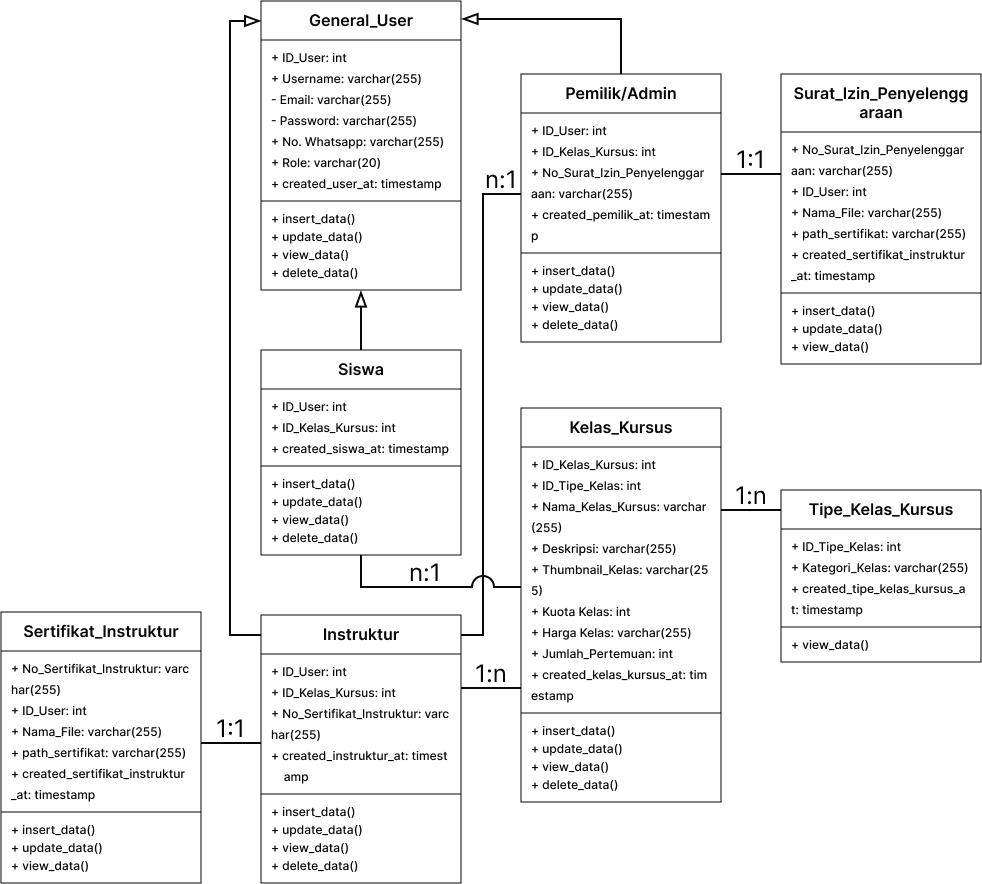 General_User
+ ID_User: int
+ Username: varchar(255)
- Email: varchar(255)
- Password: varchar(255)
+ No. Whatsapp: varchar(255)
+ Role: varchar(20)
+ created_user_at: timestamp
+ insert_data()
+ update_data()
+ view_data()
+ delete_data()
Pemilik/Admin
+ ID_User: int
+ ID_Kelas_Kursus: int
+ No_Surat_Izin_Penyelenggar
aan: varchar(255)
+ created_pemilik_at: timestam
p
+ insert_data()
+ update_data()
+ view_data()
+ delete_data()
1:1
Surat_Izin_Penyelengg
araan
+ No_Surat_Izin_Penyelenggar
aan: varchar(255)
+ ID_User: int
+ Nama_File: varchar(255)
+ path_sertifikat: varchar(255)
+ created_sertifikat_instruktur
_at: timestamp
+ insert_data()
+ update_data()
+ view_data()
n:1
Siswa
+ ID_User: int
+ ID_Kelas_Kursus: int
+ created_siswa_at: timestamp
+ insert_data()
+ update_data()
+ view_data()
+ delete_data()
n:1
Kelas_Kursus
+ ID_Kelas_Kursus: int
+ ID_Tipe_Kelas: int
+ Nama_Kelas_Kursus: varchar
(255)
+ Deskripsi: varchar(255)
+ Thumbnail_Kelas: varchar(25
5)
+ Kuota Kelas: int
+ Harga Kelas: varchar(255)
+ Jumlah_Pertemuan: int
+ created_kelas_kursus_at: tim
estamp
+ insert_data()
+ update_data()
+ view_data()
+ delete_data()
1:n
Tipe_Kelas_Kursus
+ ID_Tipe_Kelas: int
+ Kategori_Kelas: varchar(255)
+ created_tipe_kelas_kursus_a
t: timestamp
+ view_data()
Sertifikat_Instruktur
+ No_Sertifikat_Instruktur: varc
har(255)
+ ID_User: int
+ Nama_File: varchar(255)
+ path_sertifikat: varchar(255)
+ created_sertifikat_instruktur
_at: timestamp
+ insert_data()
+ update_data()
+ view_data()
1:1
Instruktur
+ ID_User: int
+ ID_Kelas_Kursus: int
+ No_Sertifikat_Instruktur: varc
har(255)
+ created_instruktur_at: timest
amp
+ insert_data()
+ update_data()
+ view_data()
+ delete_data()
1:n